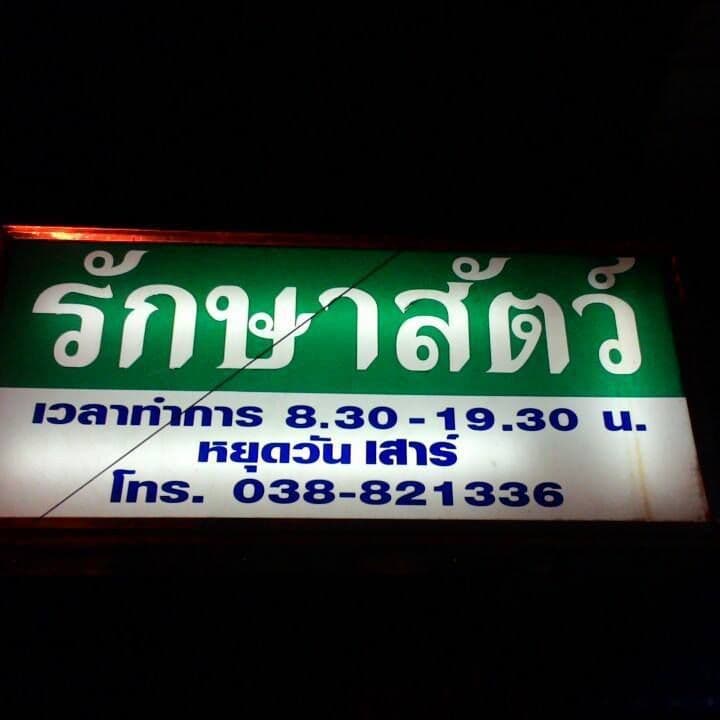 รักษาสัตว์
เวลาทำการ 8.30-19.30 น.
หยุดวัน เสาร์
โทร. 038-821336